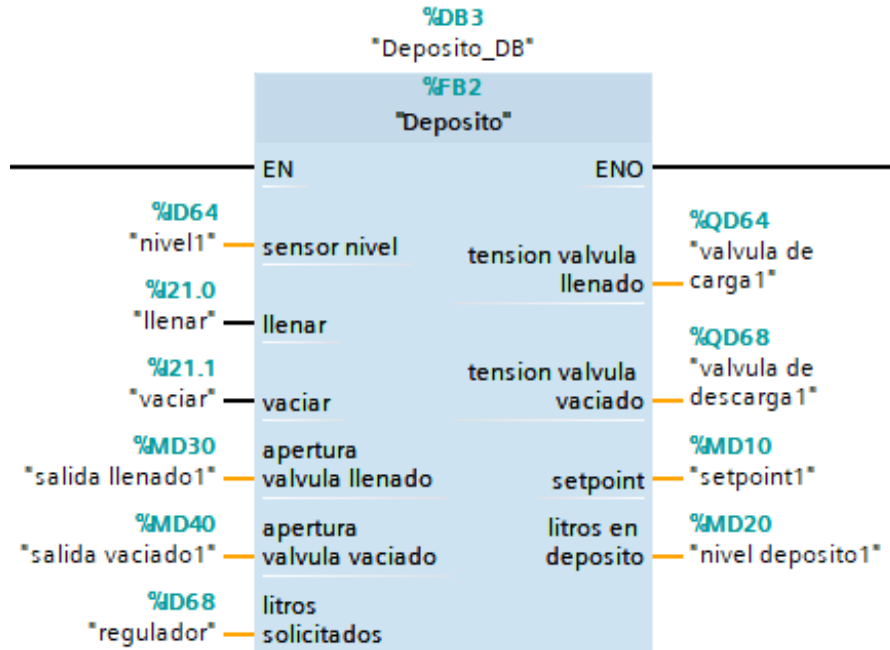 %DB3
"Deposito_DB"
%FB2
"Deposito"
EN
ENO
%ID64
"nivel1"
sensor nivel
%I21.0
"llenar"
llenar
%I21.1
"vaciar"
vaciar
%MD30
"salida llenado1"
apertura
valvula llenado
%MD40
"salida vaciado1"
apertura
valvula vaciado
%ID68
"regulador"
litros
solicitados
tension valvula
llenado
%QD64
"valvula de
carga1"
tension valvula
vaciado
%QD68
"valvula de
descarga1"
setpoint
%MD10
"setpoint1"
litros en
deposito
%MD20
"nivel deposito1"